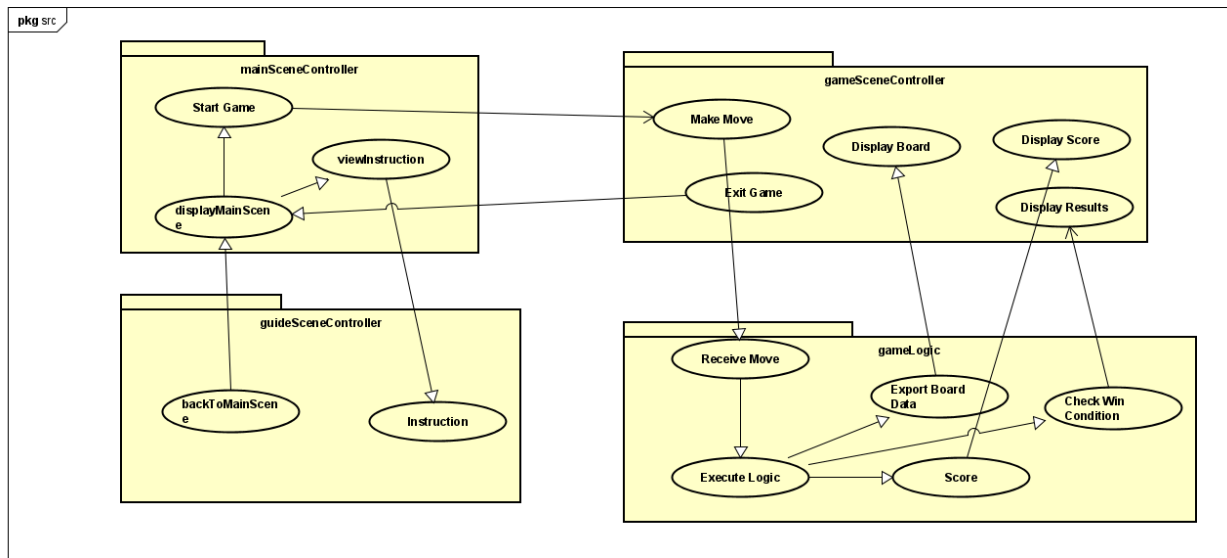 pkg src
mainSceneController
Start Game
viewInstruction
displayMainScen
e
gameSceneController
Make Move
Display Board
Display Score
Exit Game
Display Results
guideSceneController
backToMainScen
e
Instruction
gameLogic
Receive Move
Export Board
Data
Check Win
Condition
Execute Logic
Score